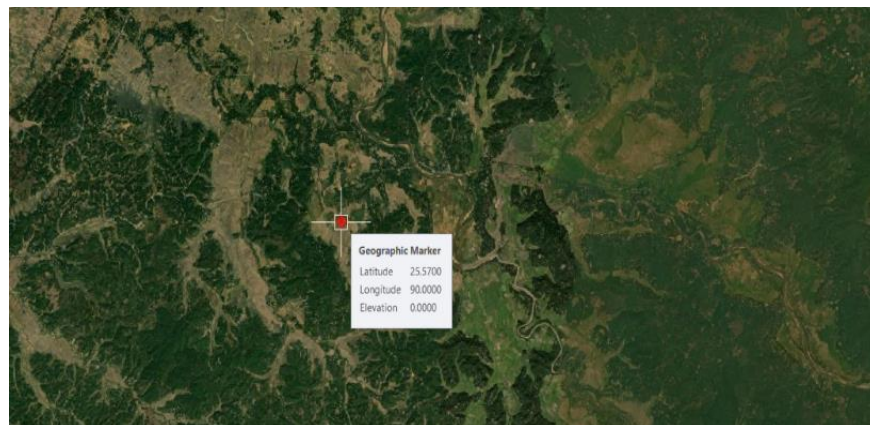 Geographic Marker
Latitude 25.5700
Longitude 90.0000
Elevation 0.0000